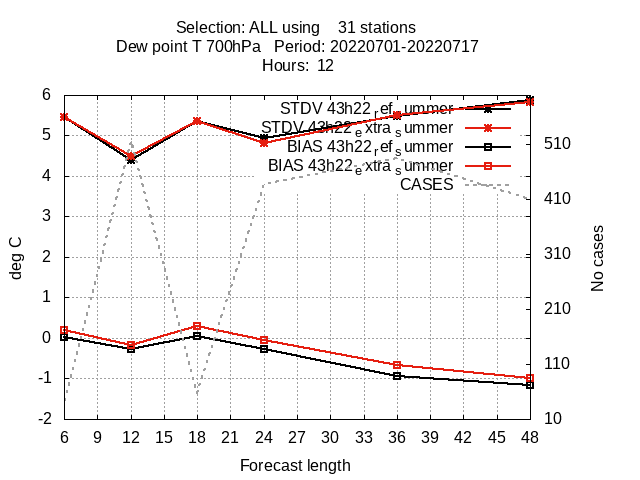 Selection: ALL using    31 stations
Dew point T 700hPa   Period: 20220701-20220717
Hours: 12
STDV 43h22_ref_summer
STDV 43h22_extra_summer
BIAS 43h22_ref_summer
BIAS 43h22_extra_summer
CASES
deg C
6
5
4
3
2
1
0
-1
-2
No cases
510
410
310
210
110
10
6 9 12 15 18 21 24 27 30 33 36 39 42 45 48
Forecast length